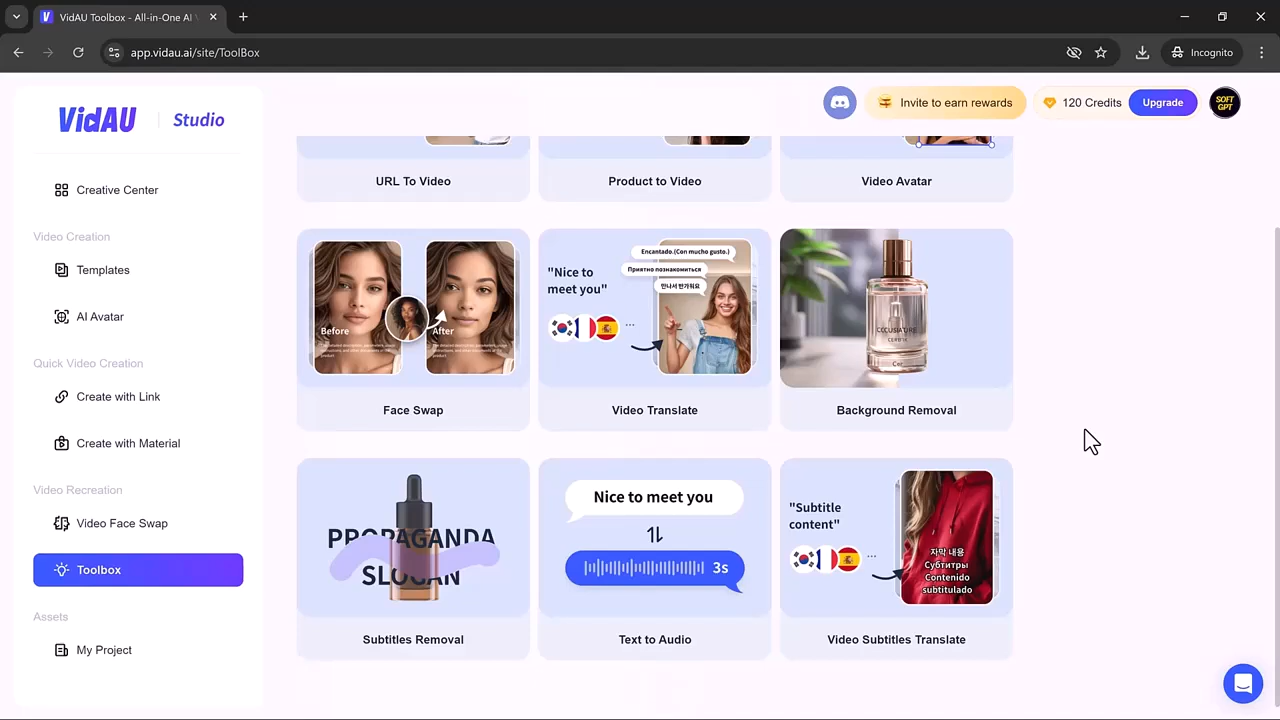 VidAU Toolbox - All-in-One AI
app.vidau.ai/site/ToolBox
Incognito
VidAU | Studio
Invite to earn rewards
120 Credits
Upgrade
SOFT
GPT
Creative Center
Video Creation
Templates
AI Avatar
Quick Video Creation
Create with Link
Create with Material
Video Recreation
Video Face Swap
Toolbox
Assets
My Project
URL To Video
Product to Video
Video Avatar
Before
After
Face Swap
"Nice to
meet you"
Encantado.(Con mucho gusto.)
Приятно познакомиться
만나서 반가워요
...
Video Translate
Background Removal
PROPAGANDA
SLOGAN
Subtitles Removal
Nice to meet you
3s
Text to Audio
"Subtitle
content"
...
자막 내용
Субтитры
Contenido
subtitulado
Video Subtitles Translate